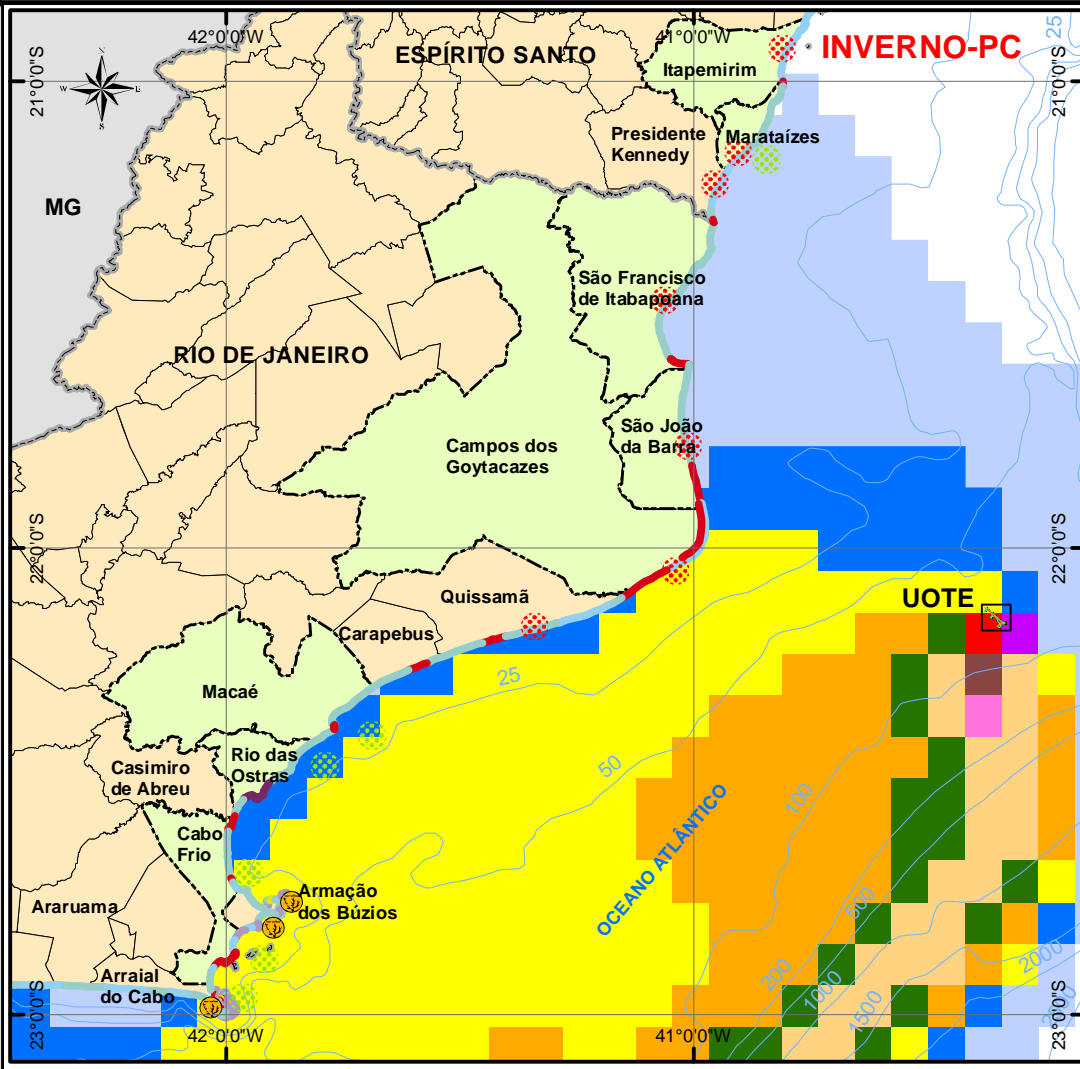 42°0'0"W
41°0'0"W
25
INVERNO-PC
ESPÍRITO SANTO
Itapemirim
21°0'0"S
21°0'0"S
N
W
E
S
Presidente
Kennedy
Marataízes
MG
São Francisco
de Itabapoana
RIO DE JANEIRO
São João
da Barra
Campos dos
Goytacazes
22°0'0"S
22°0'0"S
UOTE
Quissamã
Carapebus
25
Macaé
Rio das
Ostras
50
Casimiro
de Abreu
100
OCEANO ATLÂNTICO
Cabo
Frio
Armação
dos Búzios
Araruama
500
2000
Arraial
do Cabo
200
1000
1500
23°0'0"S
23°0'0"S
42°0'0"W
41°0'0"W